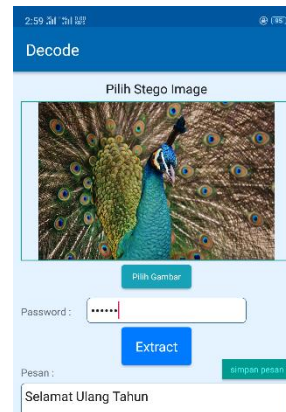 2:59
Decode
Pilih Stego Image
Pilih Gambar
Password : ••••••
Extract
Pesan :
simpan pesan
Selamat Ulang Tahun